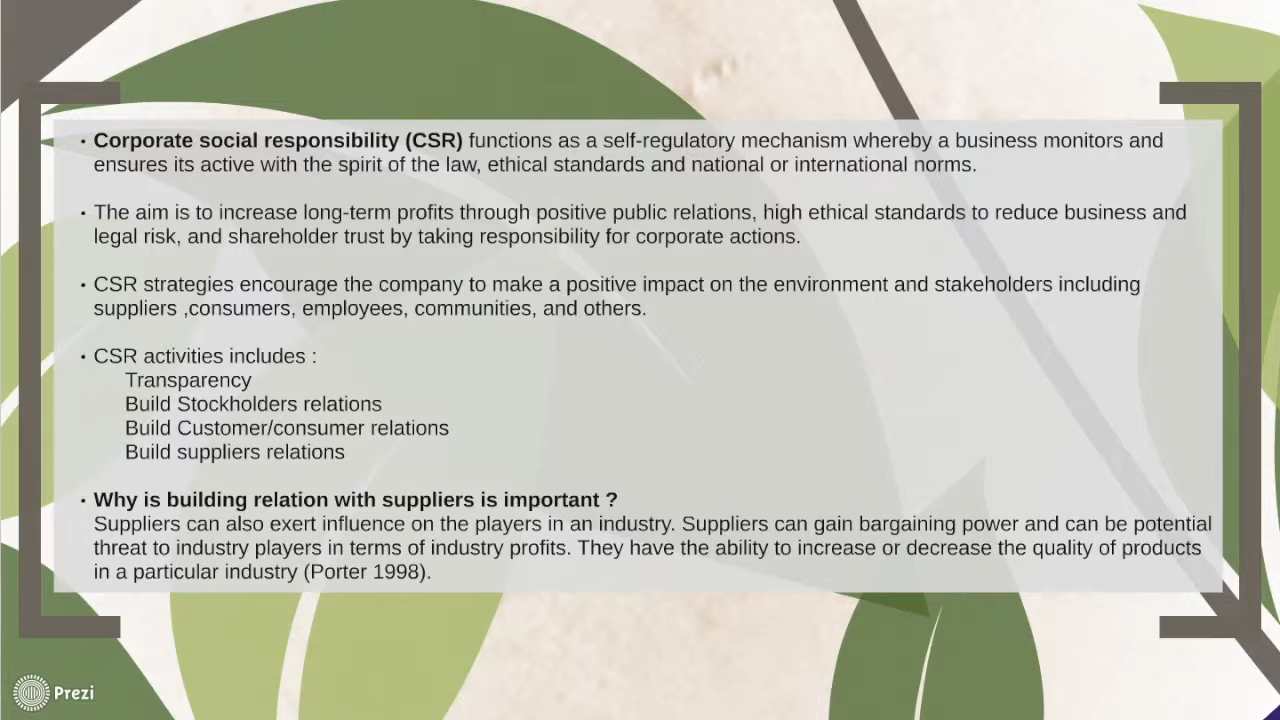 • Corporate social responsibility (CSR) functions as a self-regulatory mechanism whereby a business monitors and
ensures its active with the spirit of the law, ethical standards and national or international norms.
• The aim is to increase long-term profits through positive public relations, high ethical standards to reduce business and
legal risk, and shareholder trust by taking responsibility for corporate actions.
• CSR strategies encourage the company to make a positive impact on the environment and stakeholders including
suppliers ,consumers, employees, communities, and others.
• CSR activities includes :
Transparency
Build Stockholders relations
Build Customer/consumer relations
Build suppliers relations
• Why is building relation with suppliers is important ?
Suppliers can also exert influence on the players in an industry. Suppliers can gain bargaining power and can be potential
threat to industry players in terms of industry profits. They have the ability to increase or decrease the quality of products
in a particular industry (Porter 1998).
Prezi